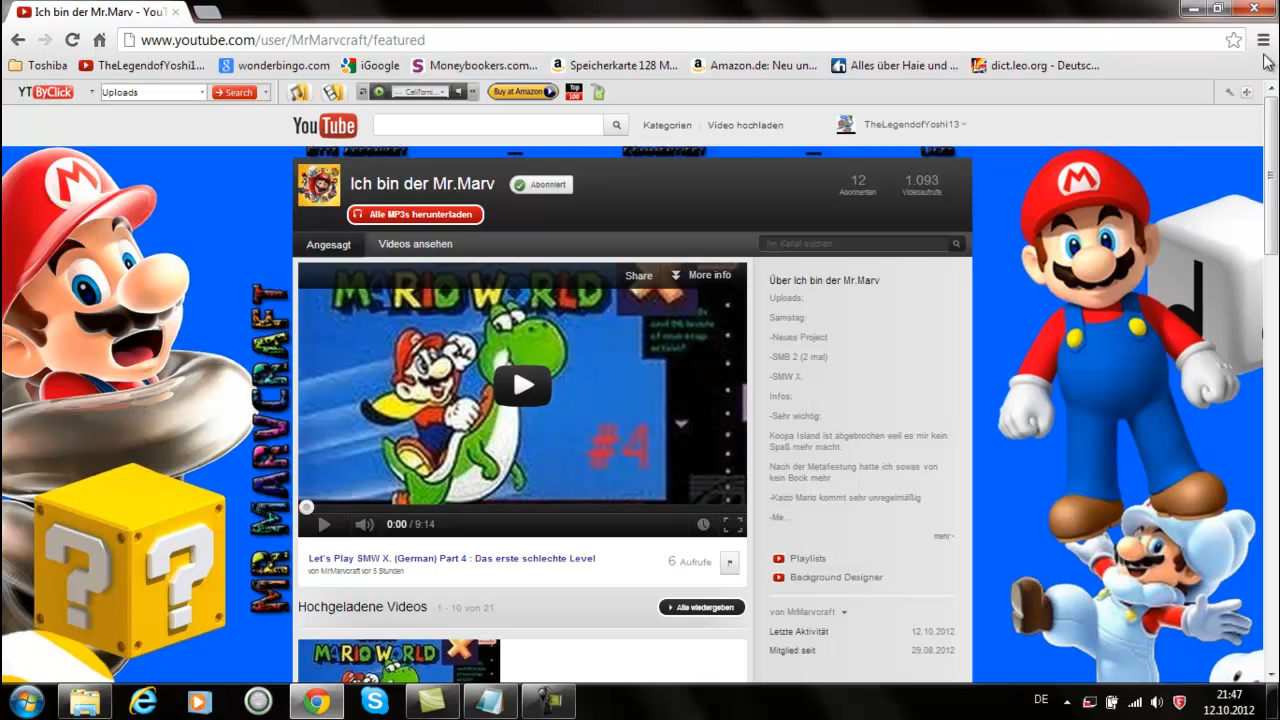 Ich bin der Mr.Marv - YouT
www.youtube.com/user/MrMarvcraft/featured
Toshiba TheLegendofYoshi1... wonderbingo.com iGoogle Moneybookers.com... Speicherkarte 128 M... Amazon.de: Neu un... Alles über Haie und ... dict.leo.org - Deutsc...
YT ByClick Uploads Search ... Californi... Buy at Amazon Top 100
YouTube Kategorien Video hochladen TheLegendofYoshi13
Ich bin der Mr.Marv Abonniert
12 1.093
Abonnenten Videoaufrufe
Alle MP3s herunterladen
Angesagt Videos ansehen Im Kanal suchen
Share More info
MARIO WORLD
#4
0:00 / 9:14
Let's Play SMW X. (German) Part 4 : Das erste schlechte Level
von MrMarvcraft vor 5 Stunden
6 Aufrufe
Hochgeladene Videos 1 - 10 von 21 Alle wiedergeben
MARIO WORLD
Über Ich bin der Mr.Marv
Uploads:
Samstag:
-Neues Project
-SMB 2 (2 mal)
-SMW X.
Infos:
-Sehr wichtig:
Koopa Island ist abgebrochen weil es mir kein
Spaß mehr macht.
Nach der Metafestung hatte ich sowas von
kein Book mehr
-Kaizo Mario kommt sehr unregelmäßig
-Me...
mehr
Playlists
Background Designer
von MrMarvcraft
Letzte Aktivität 12.10.2012
Mitglied seit 29.08.2012
MR MARVCRAFT
M
M
? ?
DE 21:47
12.10.2012